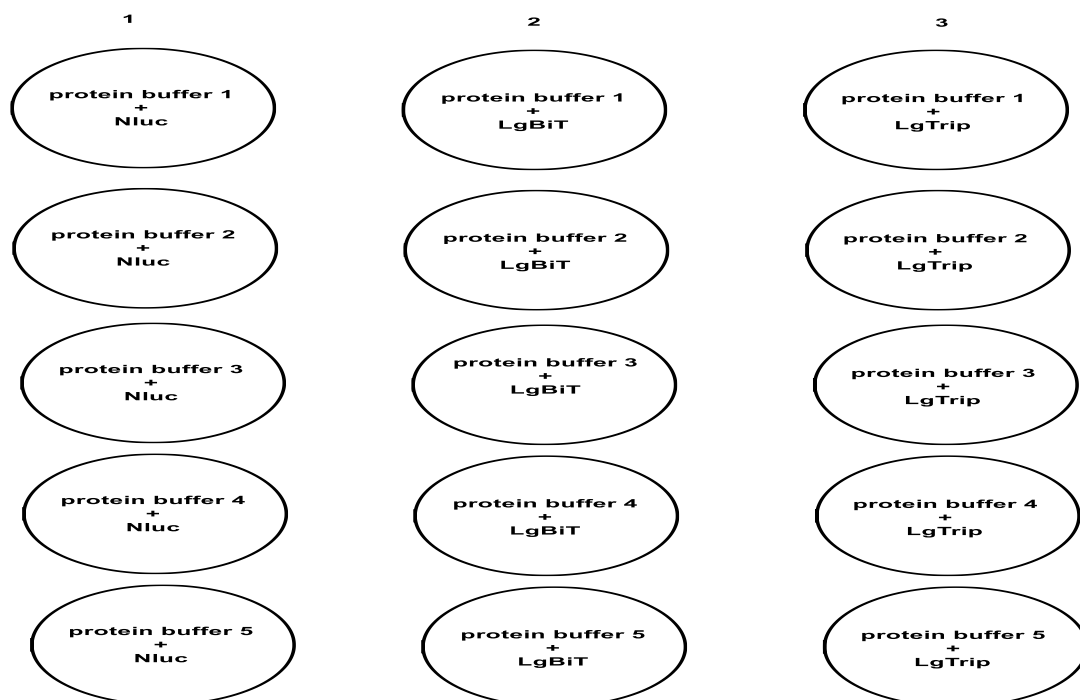 1
2
3
protein buffer 1
+
Nluc
protein buffer 1
+
LgBiT
protein buffer 1
+
LgTrip
protein buffer 2
+
Nluc
protein buffer 2
+
LgBiT
protein buffer 2
+
LgTrip
protein buffer 3
+
Nluc
protein buffer 3
+
LgBiT
protein buffer 3
+
LgTrip
protein buffer 4
+
Nluc
protein buffer 4
+
LgBiT
protein buffer 4
+
LgTrip
protein buffer 5
+
Nluc
protein buffer 5
+
LgBiT
protein buffer 5
+
LgTrip